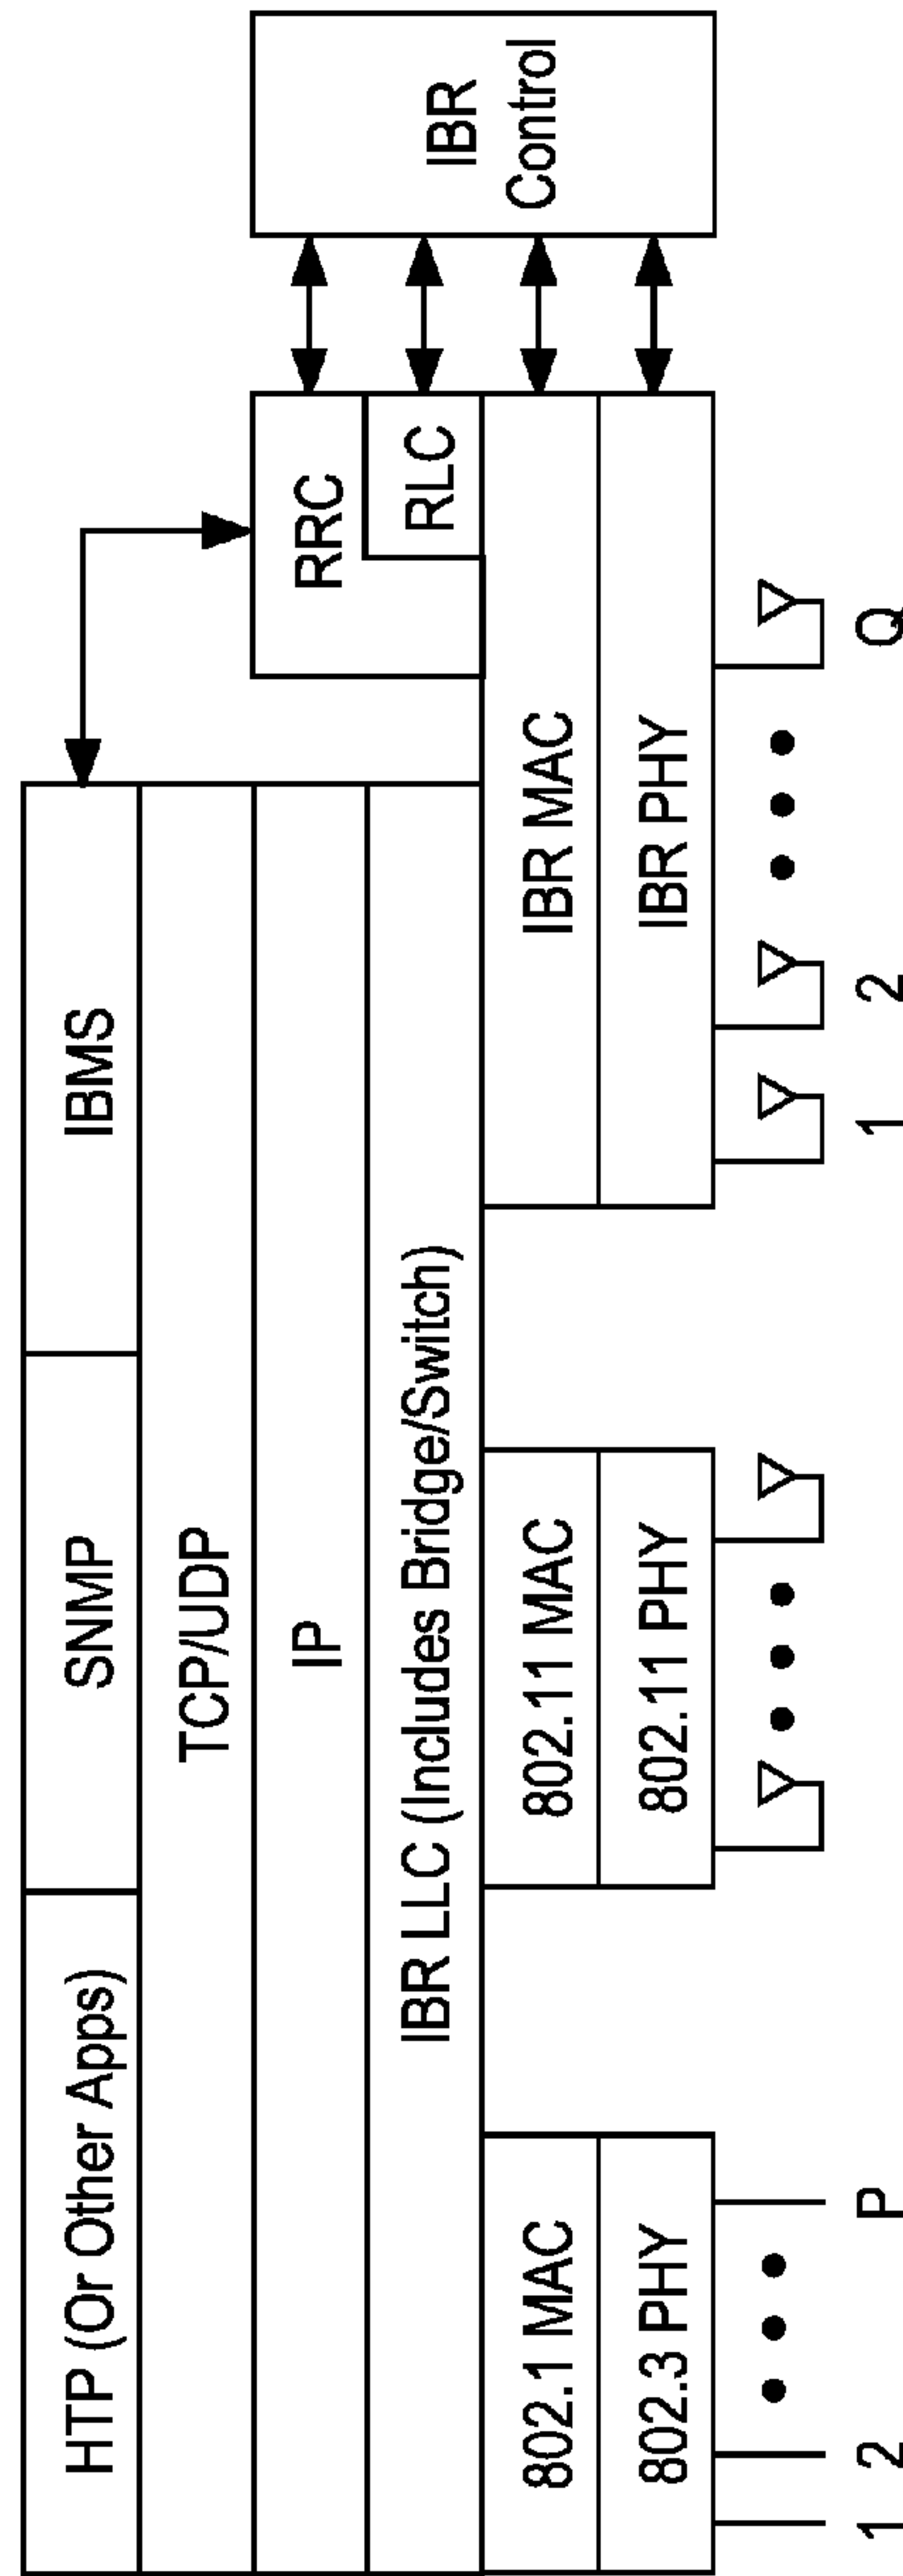 HTP (Or Other Apps)
SNMP
IBMS
TCP/UDP
IP
IBR LLC (Includes Bridge/Switch)
RRC
RLC
IBR
Control
802.1 MAC
802.3 PHY
802.11 MAC
802.11 PHY
IBR MAC
IBR PHY
1 2 P
1 2 Q